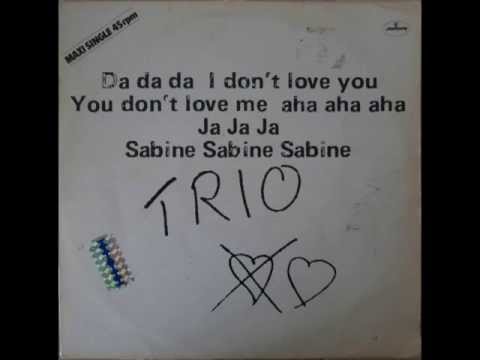 MAXI SINGLE 45rpm
Da da da I don't love you
You don't love me aha aha aha
Ja Ja Ja
Sabine Sabine Sabine
TRIO